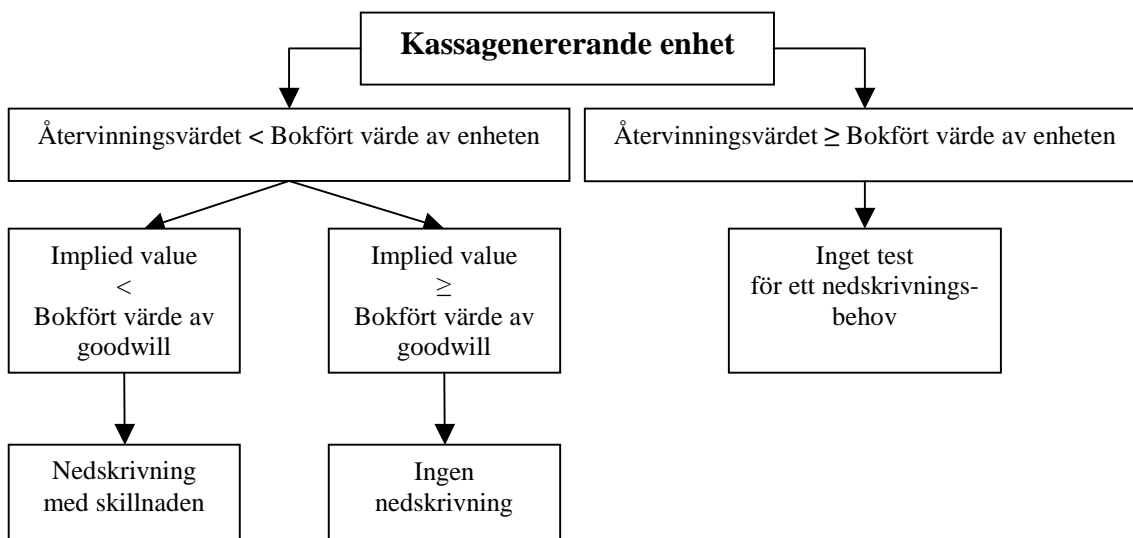 Kassagenererande enhet
Återvinningsvärdet < Bokfört värde av enheten
Återvinningsvärdet ≥ Bokfört värde av enheten
Implied value
<
Bokfört värde av
goodwill
Implied value
≥
Bokfört värde av
goodwill
Inget test
för ett nedskrivnings-
behov
Nedskrivning
med skillnaden
Ingen
nedskrivning